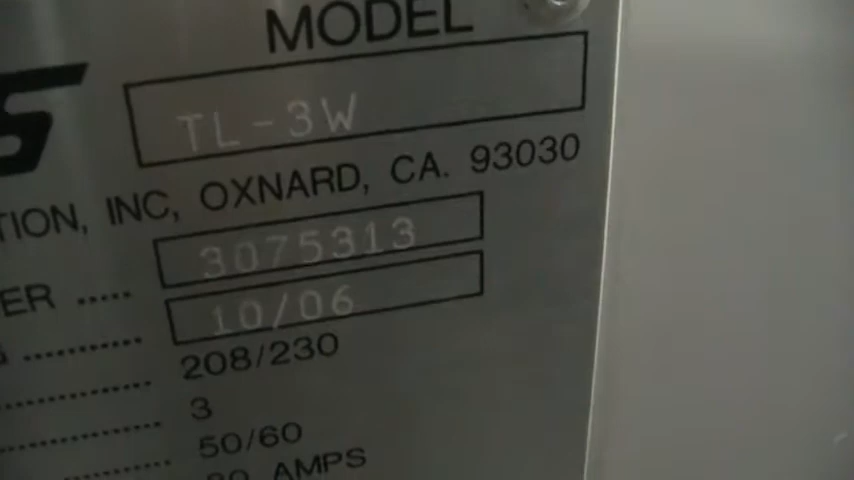 MODEL
S
TL-3W
TION, INC, OXNARD, CA. 93030
ER ..... 3075313
G ............ 10/06
208/230
3
50/60
AMPS